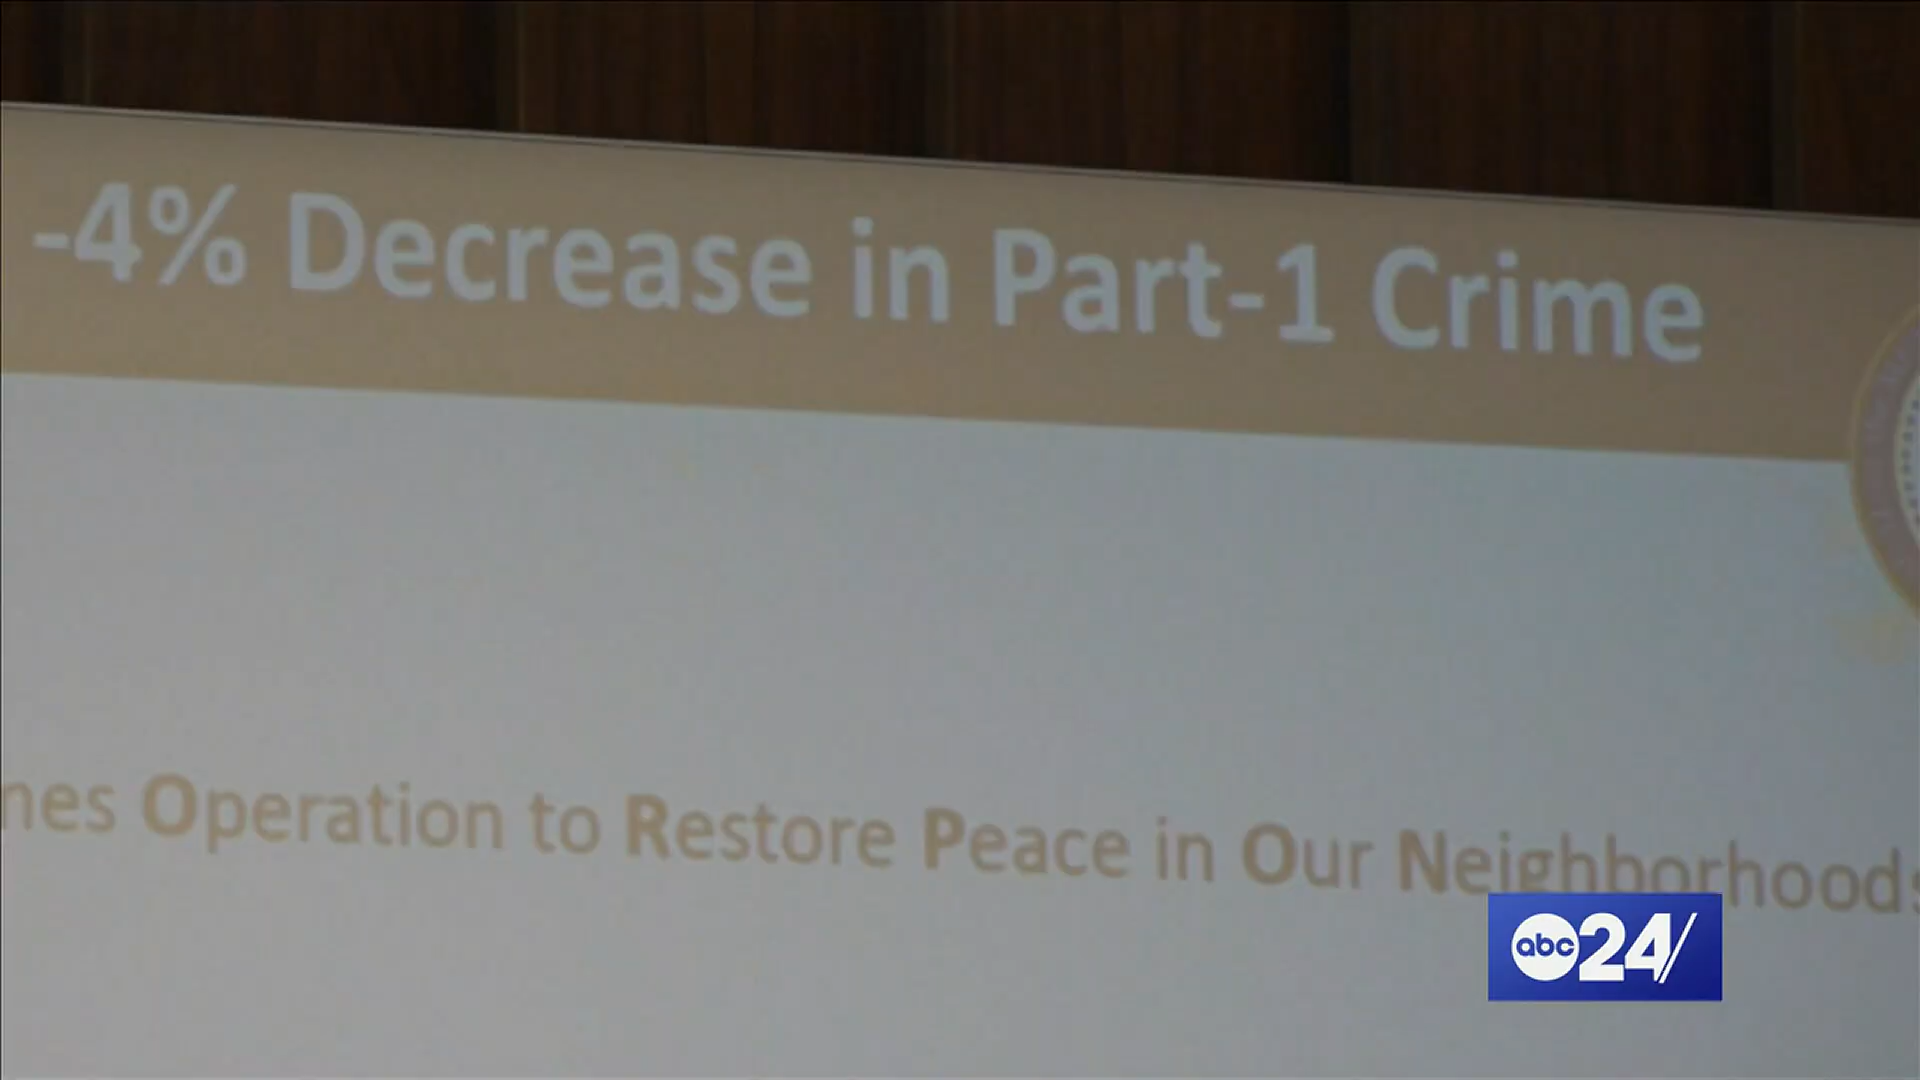 -4% Decrease in Part-1 Crime
nes Operation to Restore Peace in Our Neighborhoods
abc24/